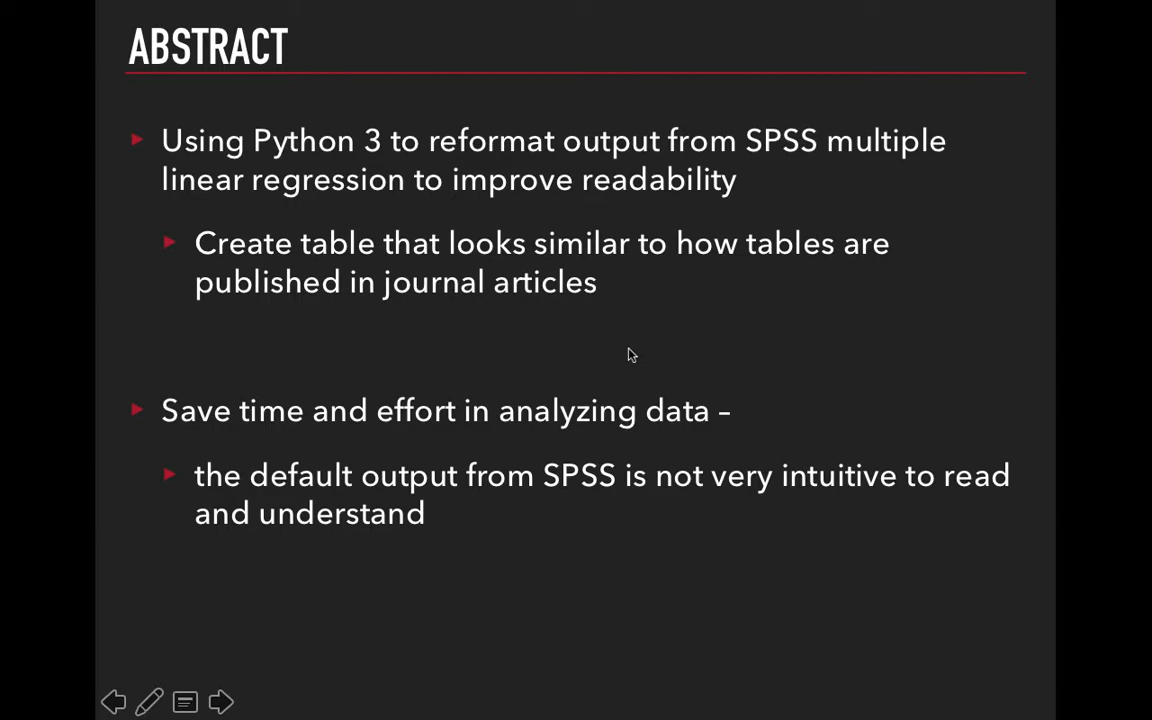 ABSTRACT
Using Python 3 to reformat output from SPSS multiple
linear regression to improve readability
Create table that looks similar to how tables are
published in journal articles
Save time and effort in analyzing data –
the default output from SPSS is not very intuitive to read
and understand